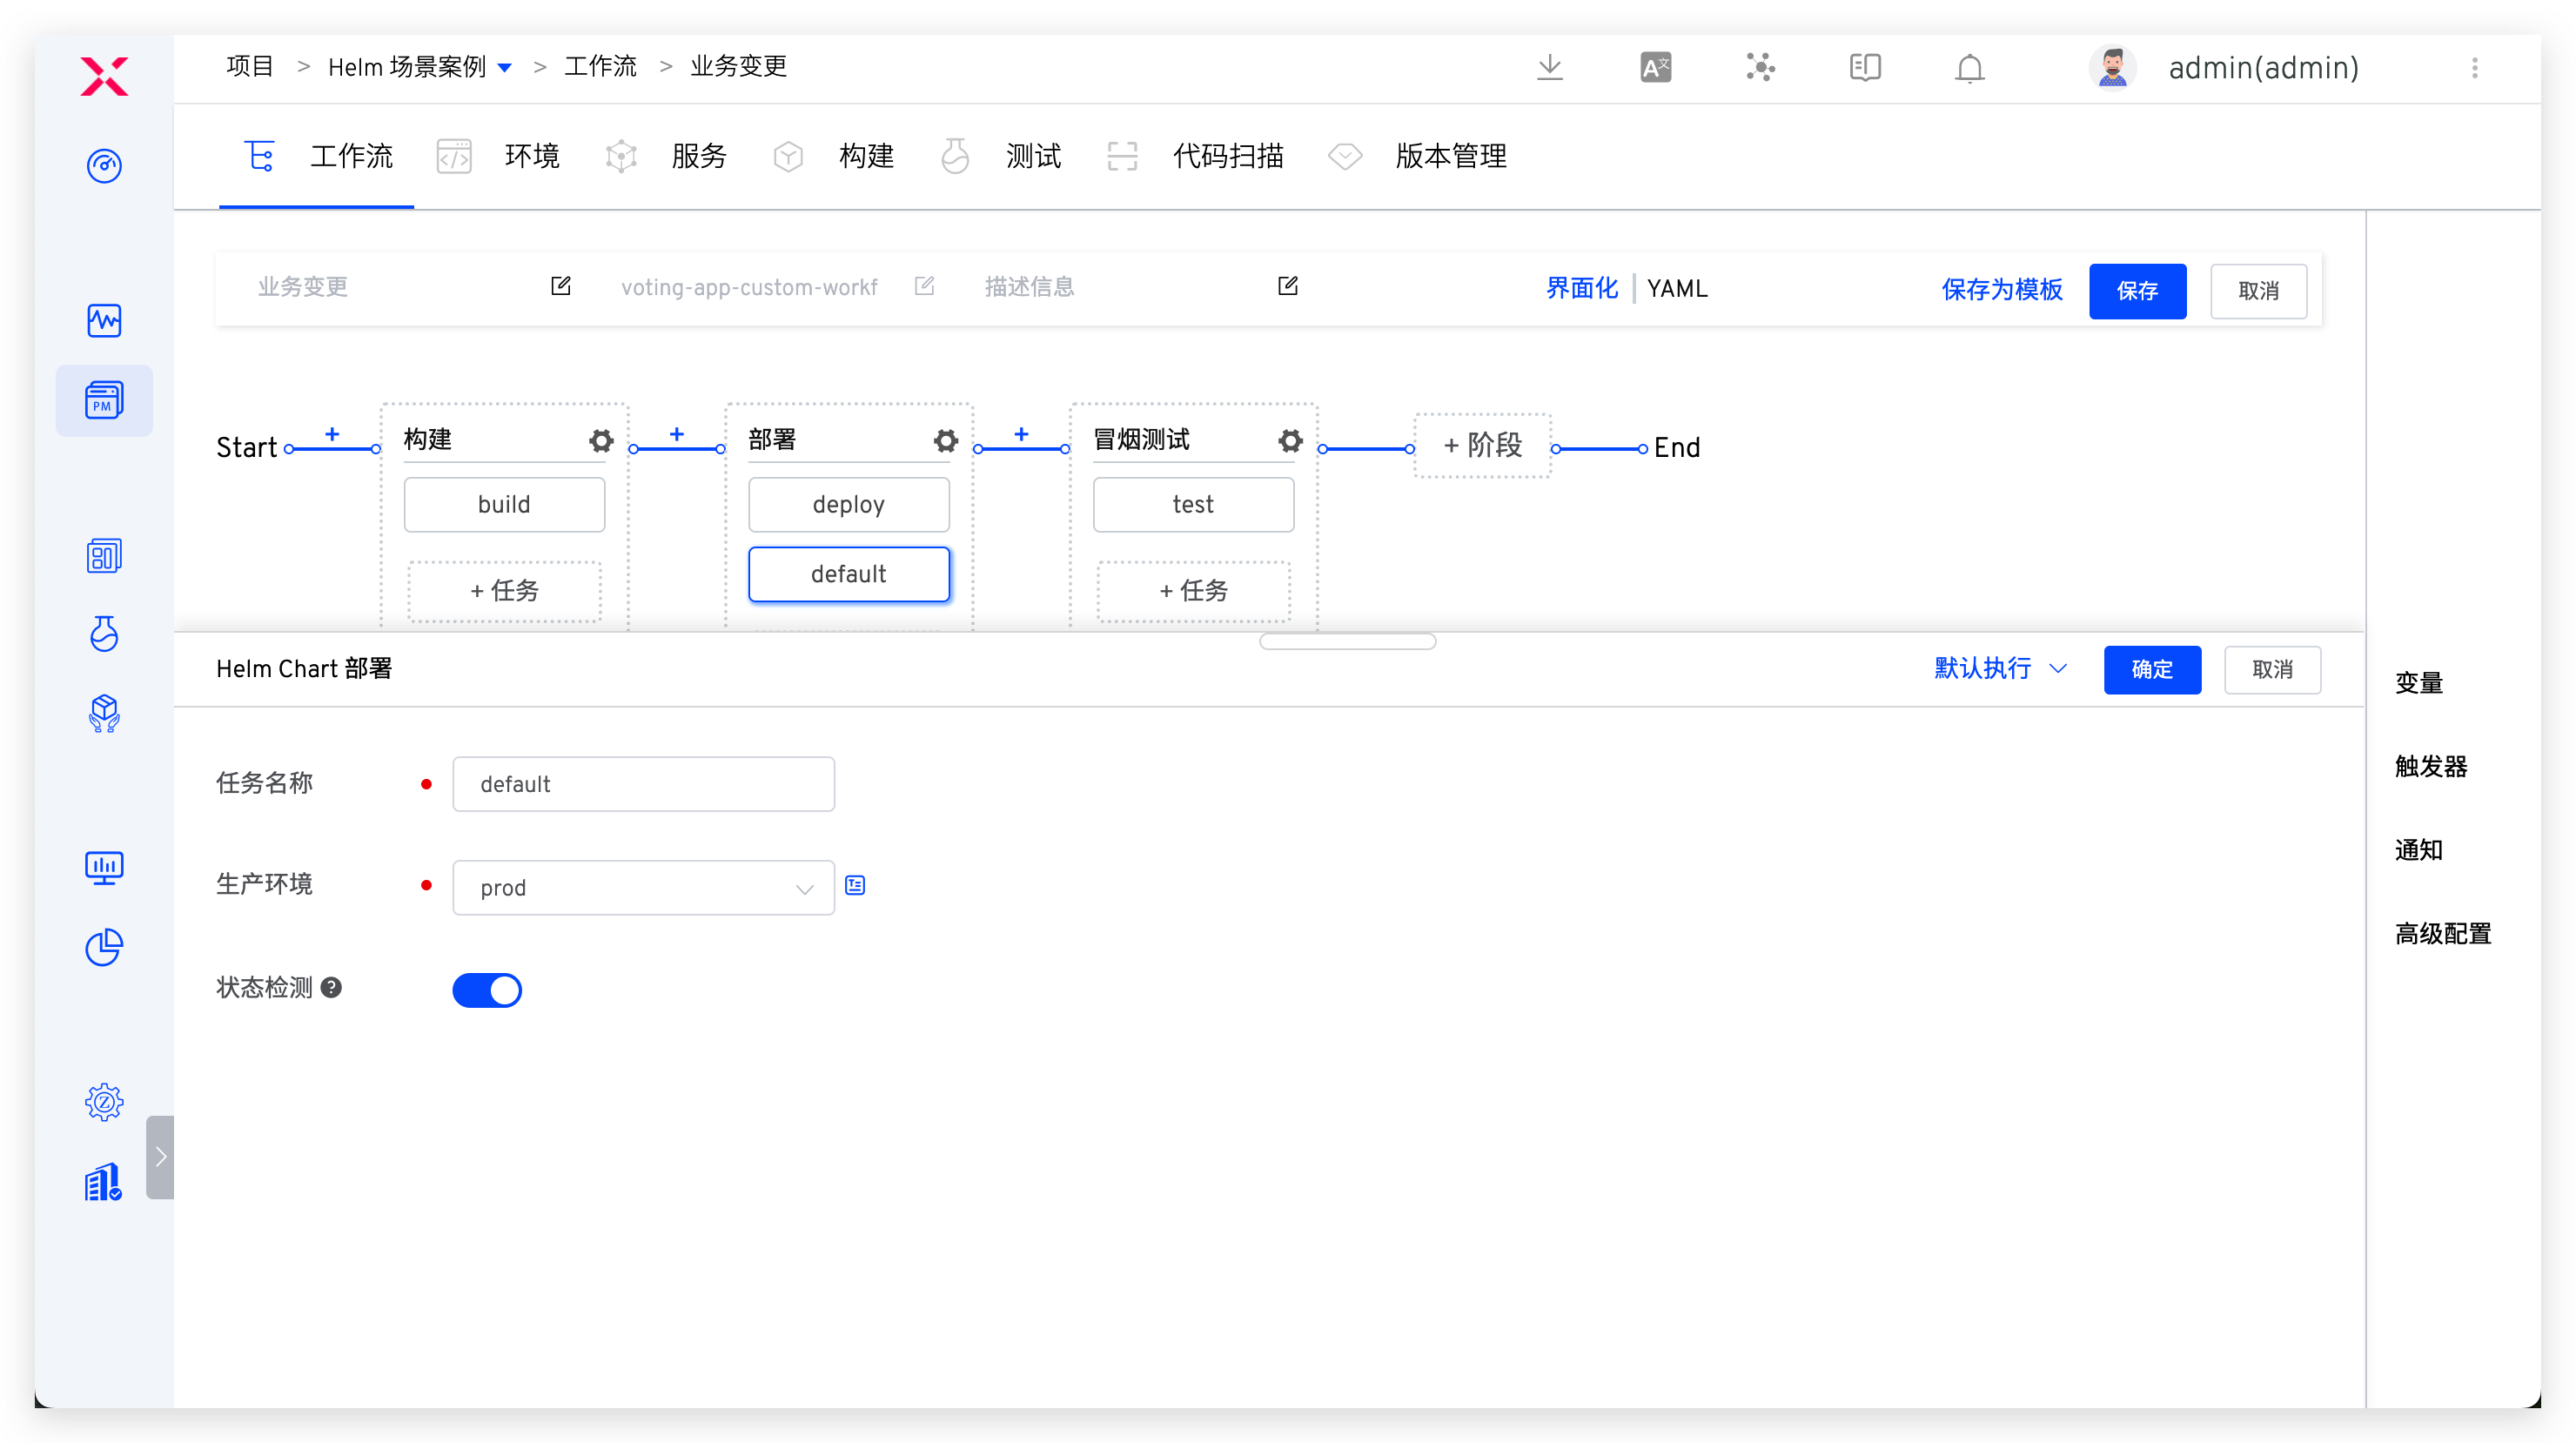 项目 > Helm 场景案例 > 工作流 > 业务变更
admin(admin)
工作流 环境 服务 构建 测试 代码扫描 版本管理
业务变更 voting-app-custom-workf 描述信息 界面化 YAML 保存为模板 保存 取消
PM
Start 构建 部署 冒烟测试 + 阶段 End
build deploy test
default
+ 任务 + 任务
Helm Chart 部署 默认执行 确定 取消
变量
触发器
通知
高级配置
任务名称 default
生产环境 prod
状态检测